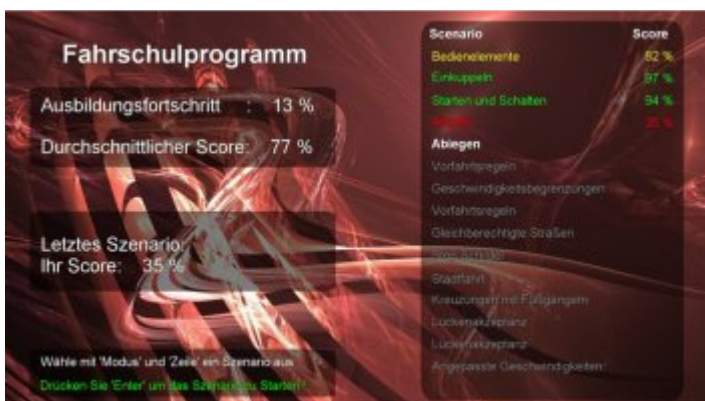 Fahrschulprogramm
Ausbildungsfortschritt : 13 %
Durchschnittlicher Score: 77 %
Letztes Szenario:
Ihr Score: 35 %
Wähle mit 'Modus' und 'Zeile' ein Szenario aus
Drücken Sie 'Enter' um das Szenario zu Starten!
Scenario Score
Bedienelemente 82 %
Einkuppeln 97 %
Starten und Schalten 94 %
35 %
Abiegen
Vorfahrtsregeln
Geschwindigkeitsbegrenzungen
Vorfahrtsregeln
Gleichberechtigte Straßen
Stadtfahrt
Kreuzungen mit Fußgängern
Lückenakzeptanz
Lückenakzeptanz
Angepasste Geschwindigkeiten